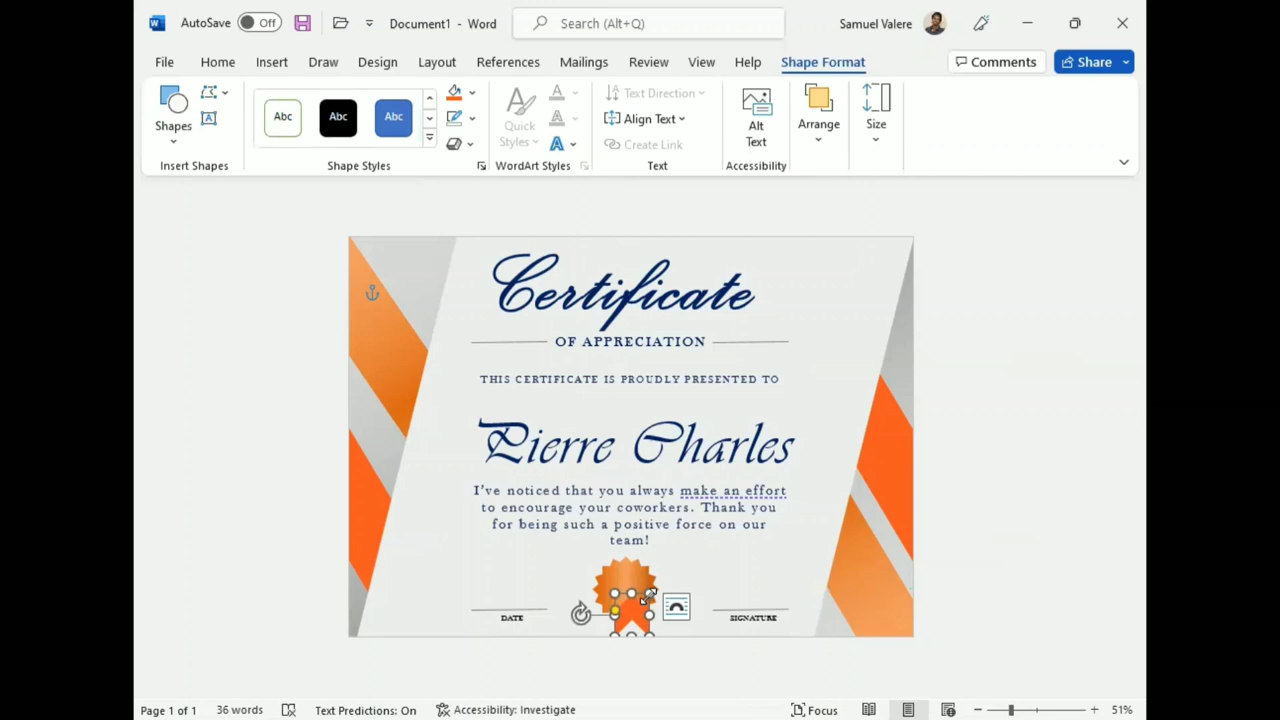 AutoSave Off Document1 - Word Search (Alt+Q) Samuel Valere
File Home Insert Draw Design Layout References Mailings Review View Help Shape Format Comments Share
Shapes
Insert Shapes
Abc Abc Abc
Shape Styles
Quick Styles
WordArt Styles
Text Direction
Align Text
Create Link
Text
Alt Text
Accessibility
Arrange
Size
Certificate
OF APPRECIATION
THIS CERTIFICATE IS PROUDLY PRESENTED TO
Pierre Charles
I've noticed that you always make an effort
to encourage your coworkers. Thank you
for being such a positive force on our
team!
DATE SIGNATURE
Page 1 of 1 36 words Text Predictions: On Accessibility: Investigate Focus 51%